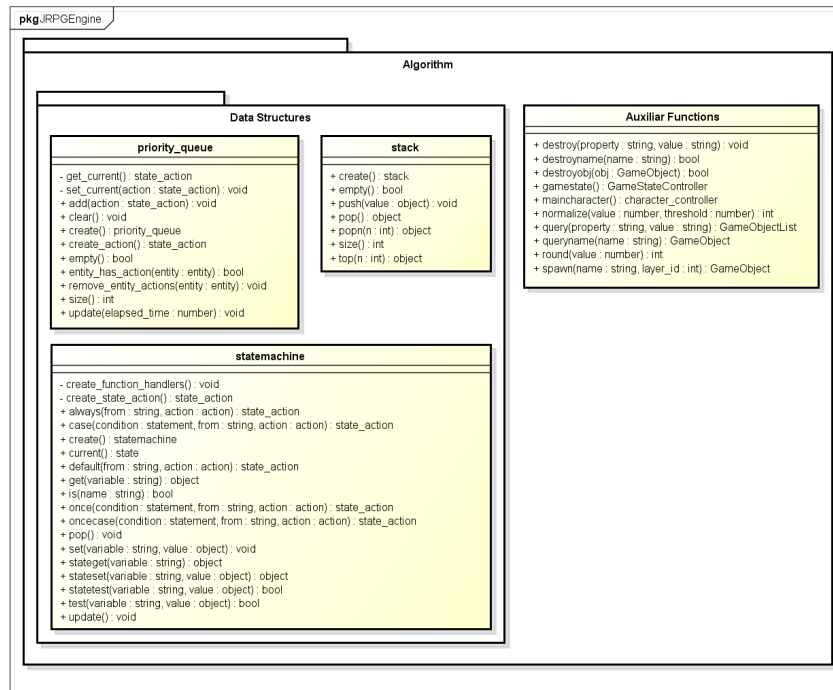 pkg JRPGEngine
Algorithm
Data Structures
priority_queue
- get_current() : state_action
- set_current(action : state_action) : void
+ add(action : state_action) : void
+ clear() : void
+ create() : priority_queue
+ create_action() : state_action
+ empty() : bool
+ entity_has_action(entity : entity) : bool
+ remove_entity_actions(entity : entity) : void
+ size() : int
+ update(elapsed_time : number) : void
stack
+ create() : stack
+ empty() : bool
+ push(value : object) : void
+ pop() : object
+ popn(n : int) : object
+ size() : int
+ top(n : int) : object
statemachine
- create_function_handlers() : void
- create_state_action() : state_action
+ always(from : string, action : action) : state_action
+ case(condition : statement, from : string, action : action) : state_action
+ create() : statemachine
+ current() : state
+ default(from : string, action : action) : state_action
+ get(variable : string) : object
+ is(name : string) : bool
+ once(condition : statement, from : string, action : action) : state_action
+ oncecase(condition : statement, from : string, action : action) : state_action
+ pop() : void
+ set(variable : string, value : object) : void
+ stateget(variable : string) : object
+ stateset(variable : string, value : object) : object
+ statetest(variable : string, value : object) : bool
+ test(variable : string, value : object) : bool
+ update() : void
Auxiliar Functions
+ destroy(property : string, value : string) : void
+ destroyname(name : string) : bool
+ destroyobj(obj : GameObject) : bool
+ gamestate() : GameStateController
+ maincharacter() : character_controller
+ normalize(value : number, threshold : number) : int
+ query(property : string, value : string) : GameObjectList
+ queryname(name : string) : GameObject
+ round(value : number) : int
+ spawn(name : string, layer_id : int) : GameObject